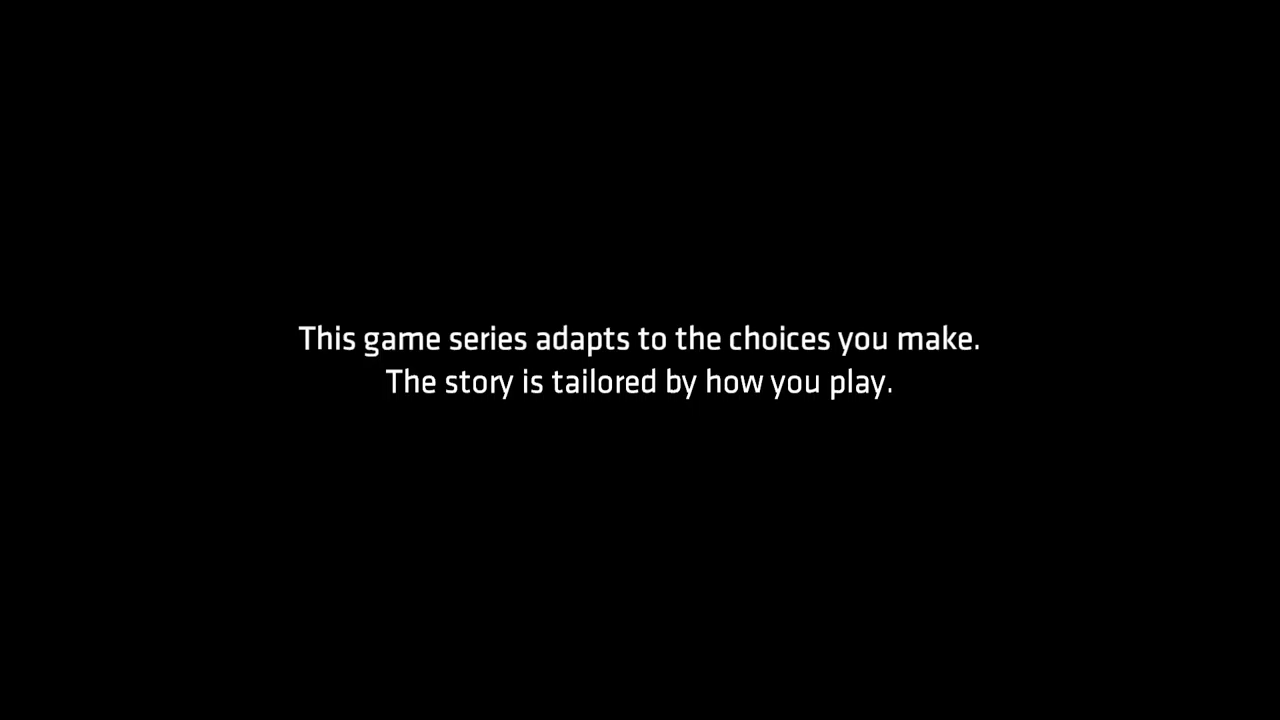 This game series adapts to the choices you make.
The story is tailored by how you play.